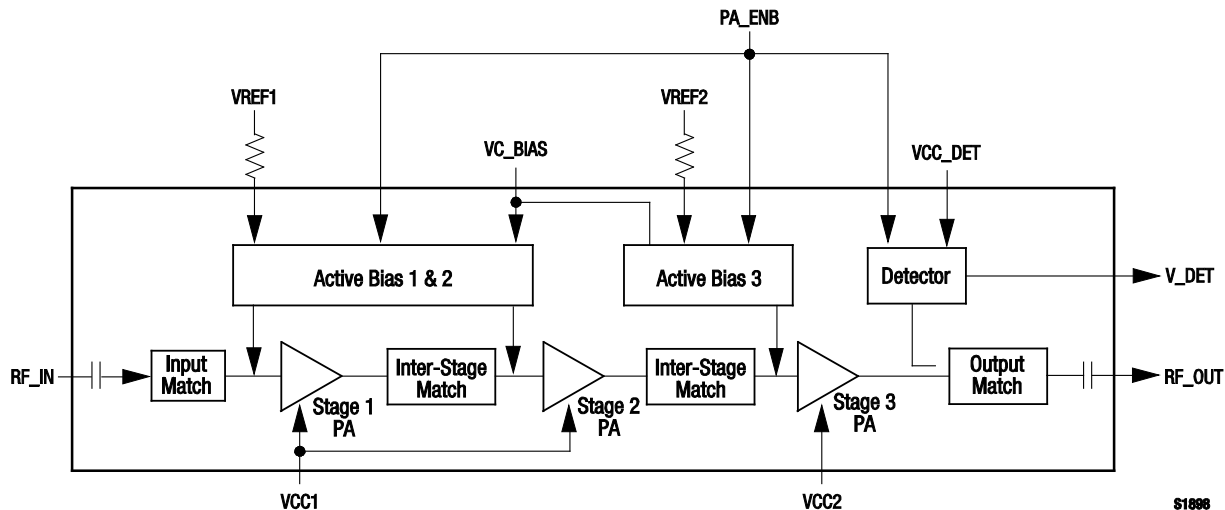 PA_ENB
VREF1
VREF2
VC_BIAS
VCC_DET
Active Bias 1 & 2
Active Bias 3
Detector
V_DET
RF_IN
Input
Match
Inter-Stage
Match
Inter-Stage
Match
Output
Match
RF_OUT
Stage 1
PA
Stage 2
PA
Stage 3
PA
VCC1
VCC2
S1898